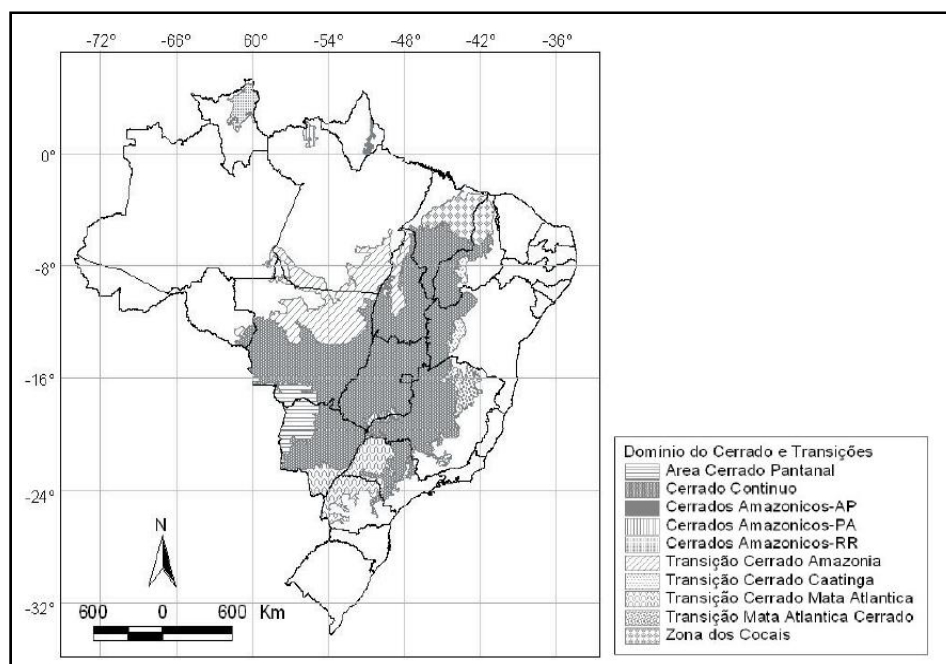 -72° -66° 60° -54° -48° -42° -36°
0°
-8°
-16°
-24°
-32°
N
600 0 600 Km
Domínio do Cerrado e Transições
Area Cerrado Pantanal
Cerrado Continuo
Cerrados Amazonicos-AP
Cerrados Amazonicos-PA
Cerrados Amazonicos-RR
Transição Cerrado Amazonia
Transição Cerrado Caatinga
Transição Cerrado Mata Atlantica
Transição Mata Atlantica Cerrado
Zona dos Cocais